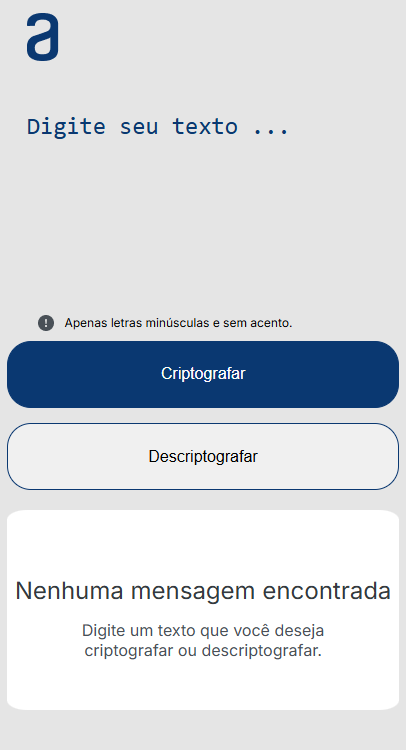 a
Digite seu texto ...
! Apenas letras minúsculas e sem acento.
Criptografar
Descriptografar
Nenhuma mensagem encontrada
Digite um texto que você deseja
criptografar ou descriptografar.